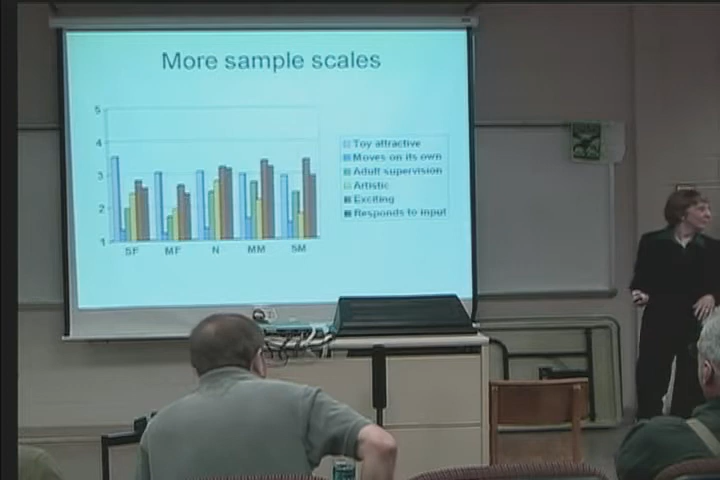 More sample scales
5
4
3
2
1
SF MF N MM SM
Toy attractive
Moves on its own
Adult supervision
Artistic
Exciting
Responds to input